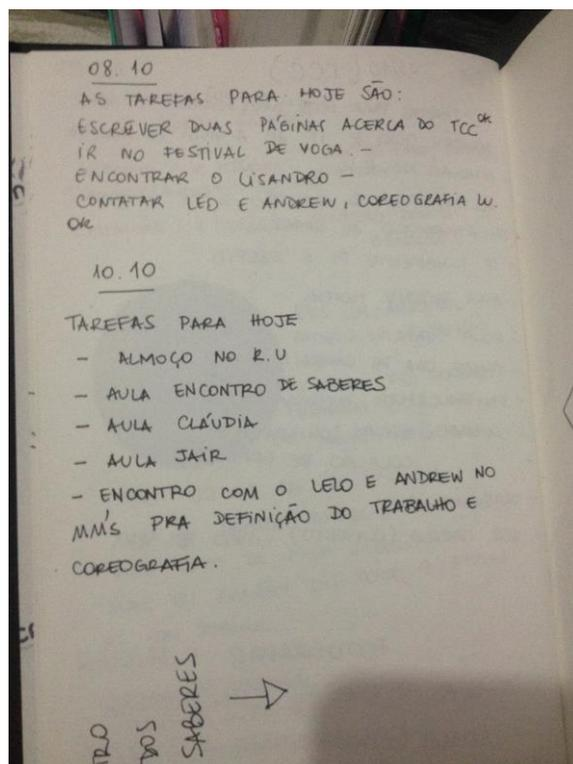 08.10
AS TAREFAS PARA HOJE SÃO:
ESCREVER DUAS PÁGINAS ACERCA DO TCC OK
IR NO FESTIVAL DE YOGA. –
ENCONTRAR O LISANDRO –
CONTATAR LÉO E ANDREW, COREOGRAFIA W.
OK
10.10
TAREFAS PARA HOJE
– ALMOÇO NO R.U
– AULA ENCONTRO DE SABERES
– AULA CLÁUDIA
– AULA JAIR
– ENCONTRO COM O LELO E ANDREW NO
MM'S PRA DEFINIÇÃO DO TRABALHO E
COREOGRAFIA.
TRO
DOS
SABERES